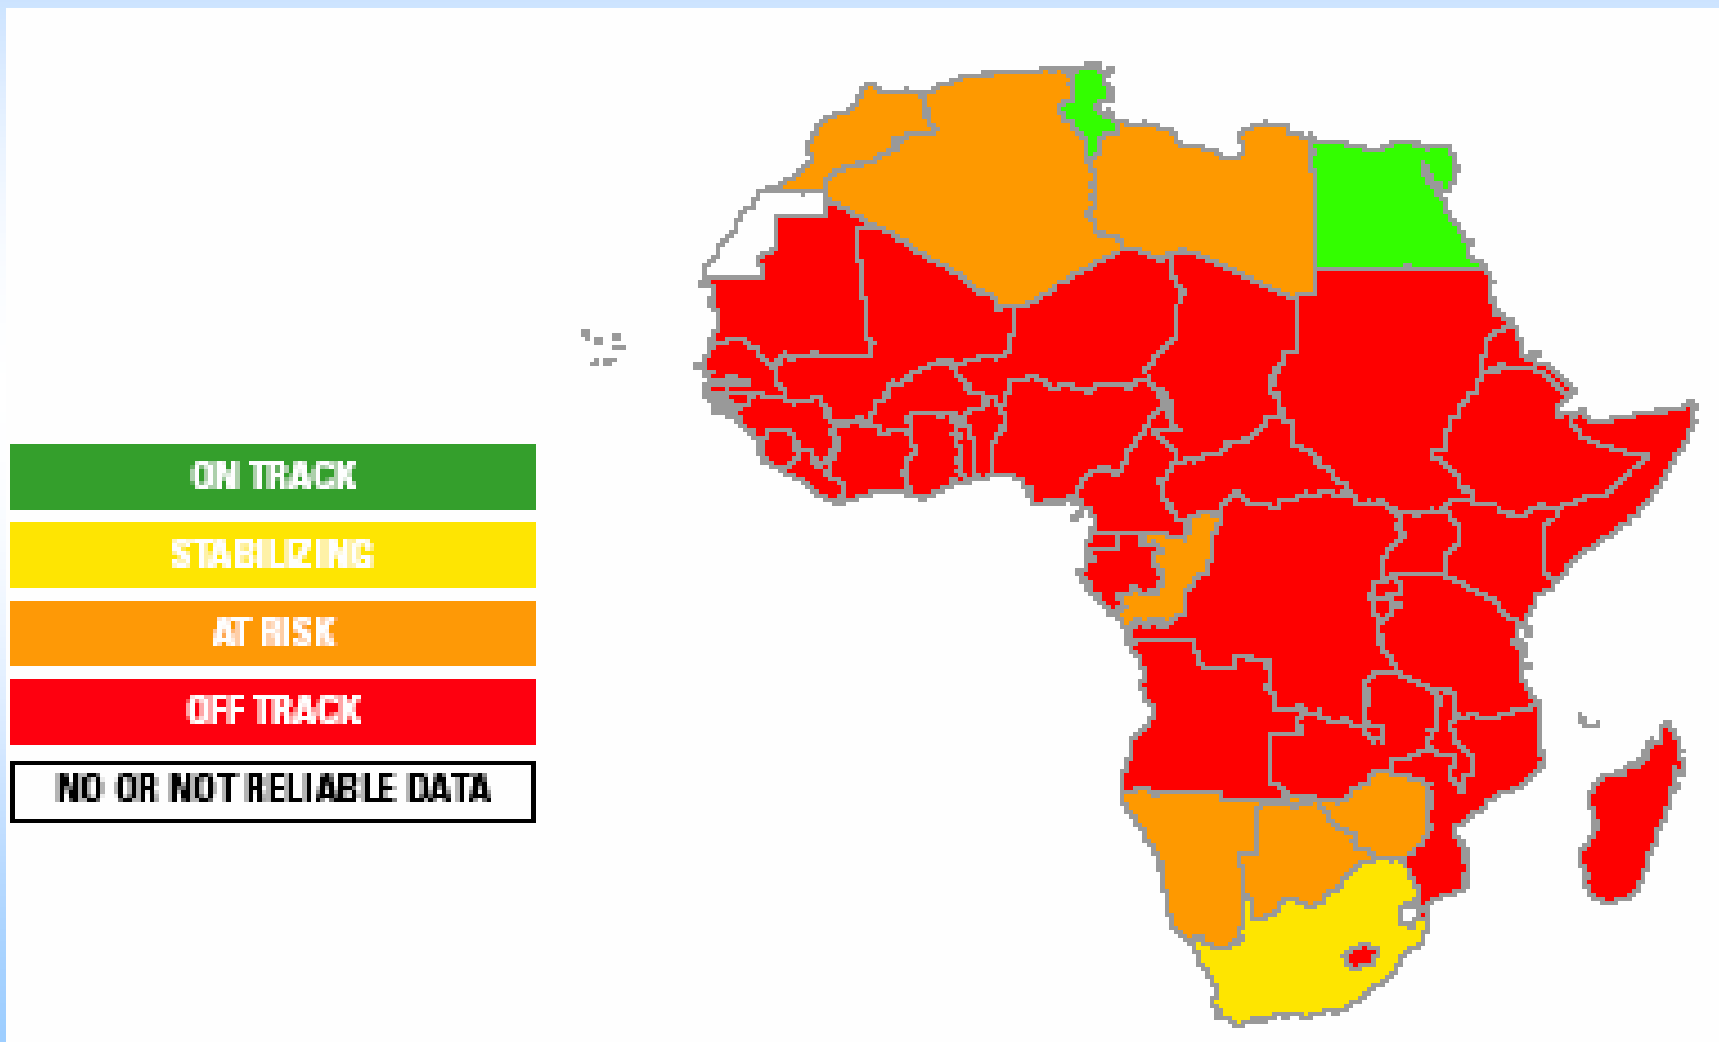 ON TRACK
STABILIZING
AT RISK
OFF TRACK
NO OR NOT RELIABLE DATA